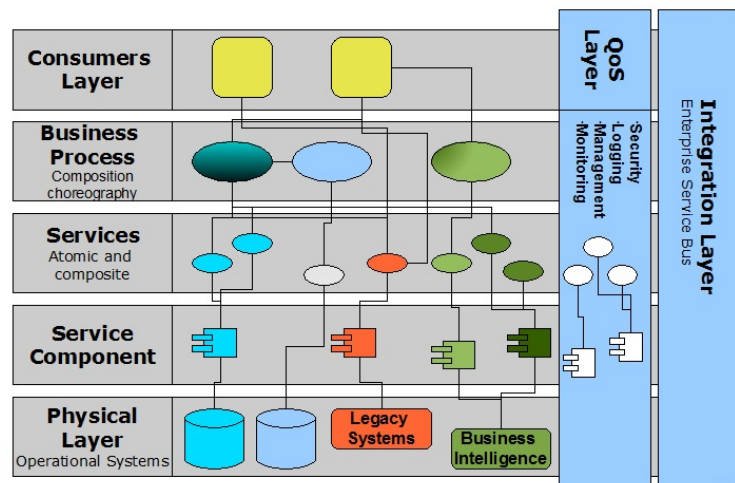 Consumers
Layer
Business
Process
Composition
choreography
Services
Atomic and
composite
Service
Component
Physical
Layer
Operational Systems
Legacy
Systems
Business
Intelligence
QoS
Layer
·Security
·Logging
·Management
·Monitoring
Integration Layer
Enterprise Service Bus